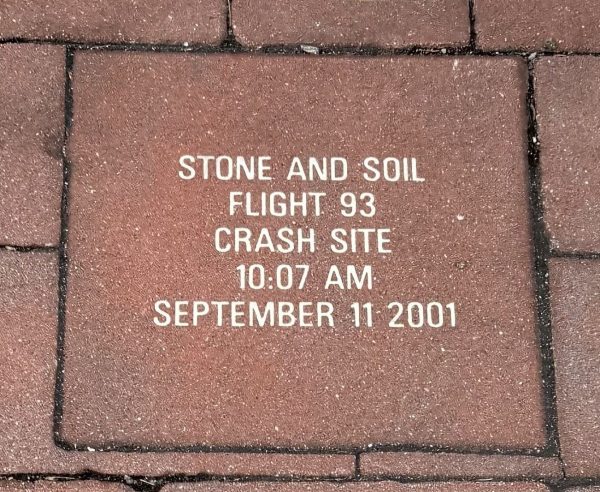 STONE AND SOIL
FLIGHT 93
CRASH SITE
10:07 AM
SEPTEMBER 11 2001